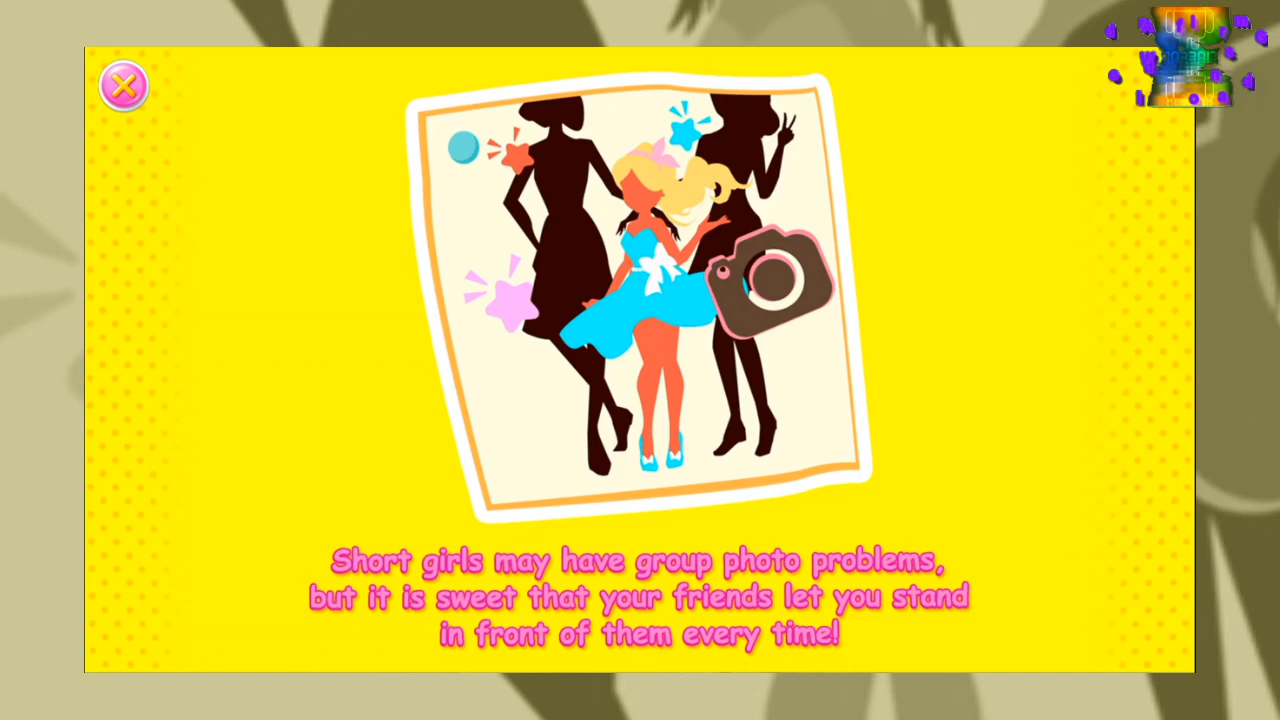 Short girls may have group photo problems,
but it is sweet that your friends let you stand
in front of them every time!